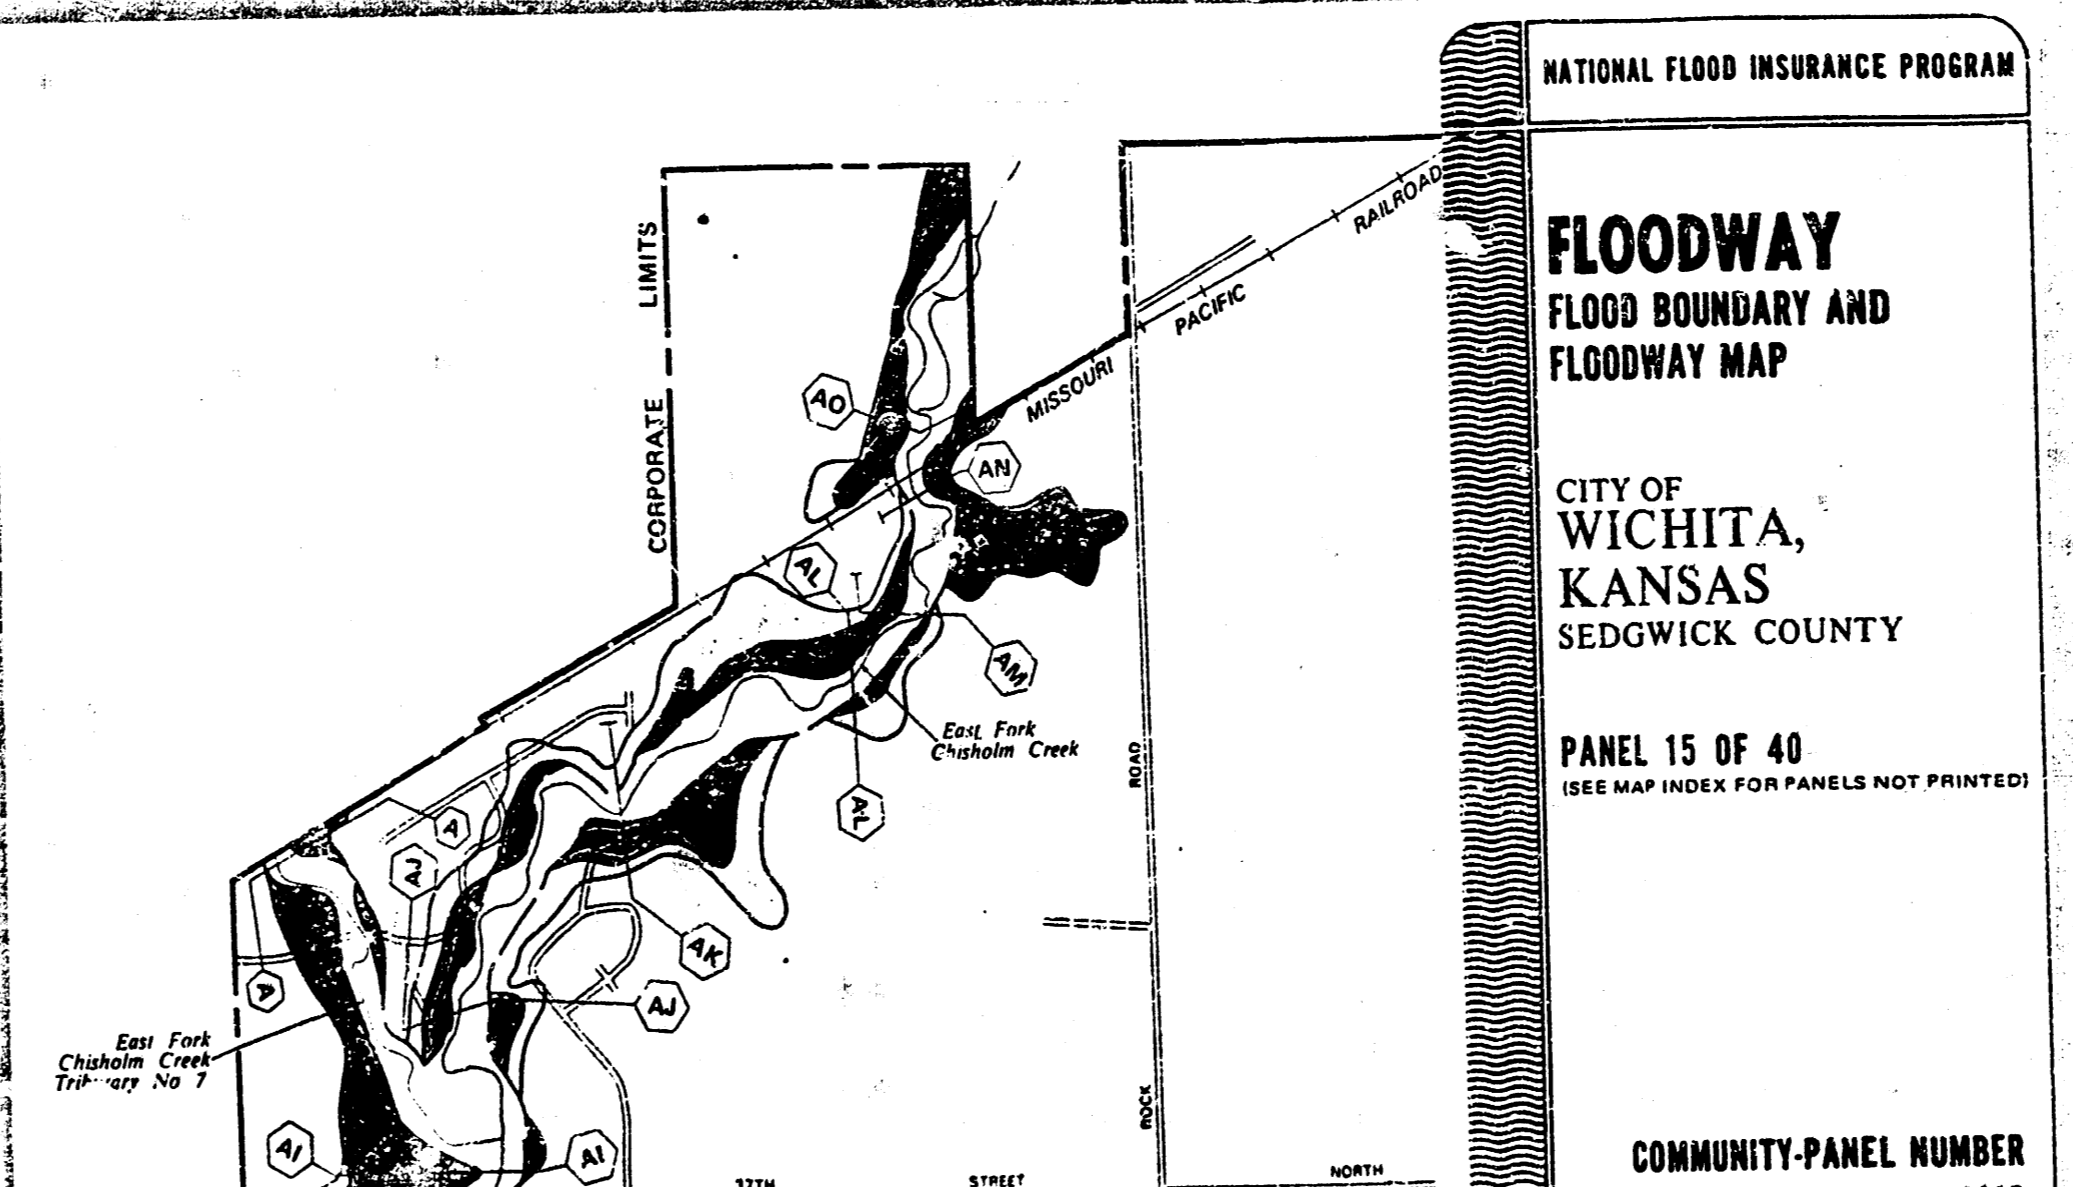 NATIONAL FLOOD INSURANCE PROGRAM
FLOODWAY
FLOOD BOUNDARY AND
FLOODWAY MAP
CITY OF
WICHITA,
KANSAS
SEDGWICK COUNTY
PANEL 15 OF 40
(SEE MAP INDEX FOR PANELS NOT PRINTED)
COMMUNITY-PANEL NUMBER
CORPORATE LIMITS
MISSOURI PACIFIC RAILROAD
AO
AN
AL
AM
East Fork
Chisholm Creek
AL
A
AJ
AK
A
AJ
East Fork
Chisholm Creek
No 7
AI
AI
ROCK ROAD
37TH STREET NORTH